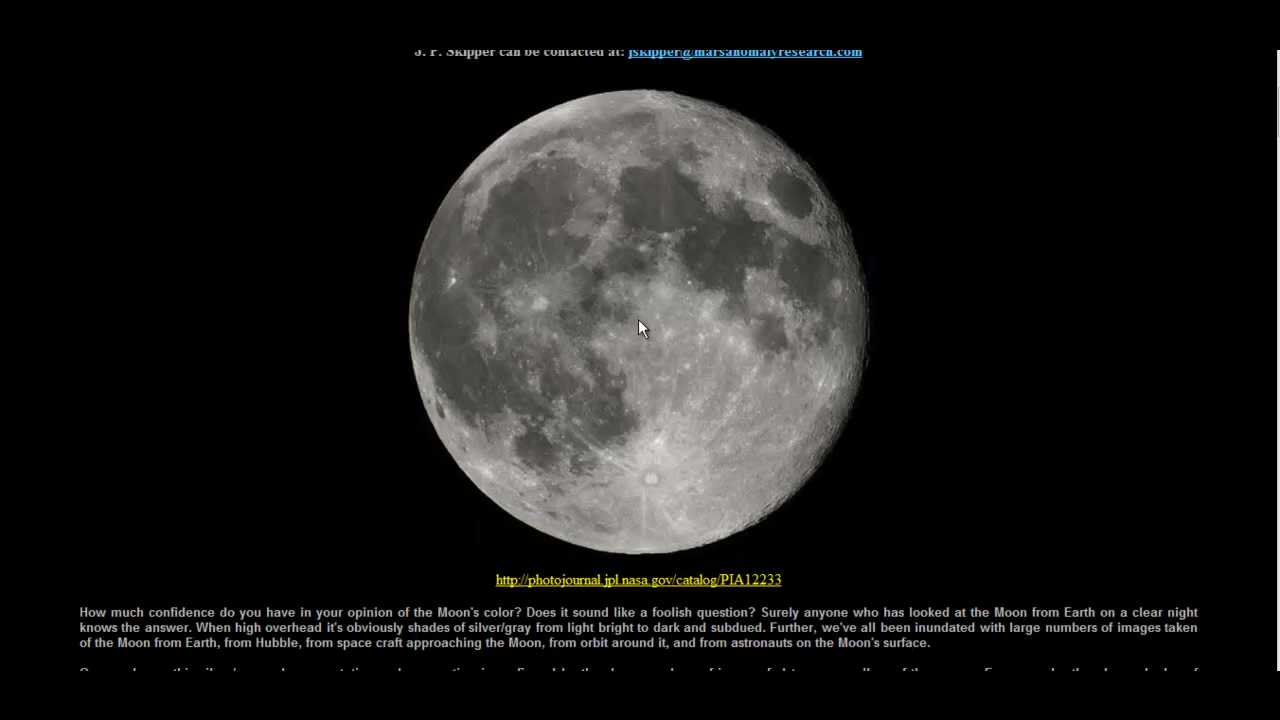 J. P. Skipper can be contacted at: jskipper@marsanomalyresearch.com
http://photojournal.jpl.nasa.gov/catalog/PIA12233
How much confidence do you have in your opinion of the Moon's color? Does it sound like a foolish question? Surely anyone who has looked at the Moon from Earth on a clear night
knows the answer. When high overhead it's obviously shades of silver/gray from light bright to dark and subdued. Further, we've all been inundated with large numbers of images taken
of the Moon from Earth, from Hubble, from space craft approaching the Moon, from orbit around it, and from astronauts on the Moon's surface.